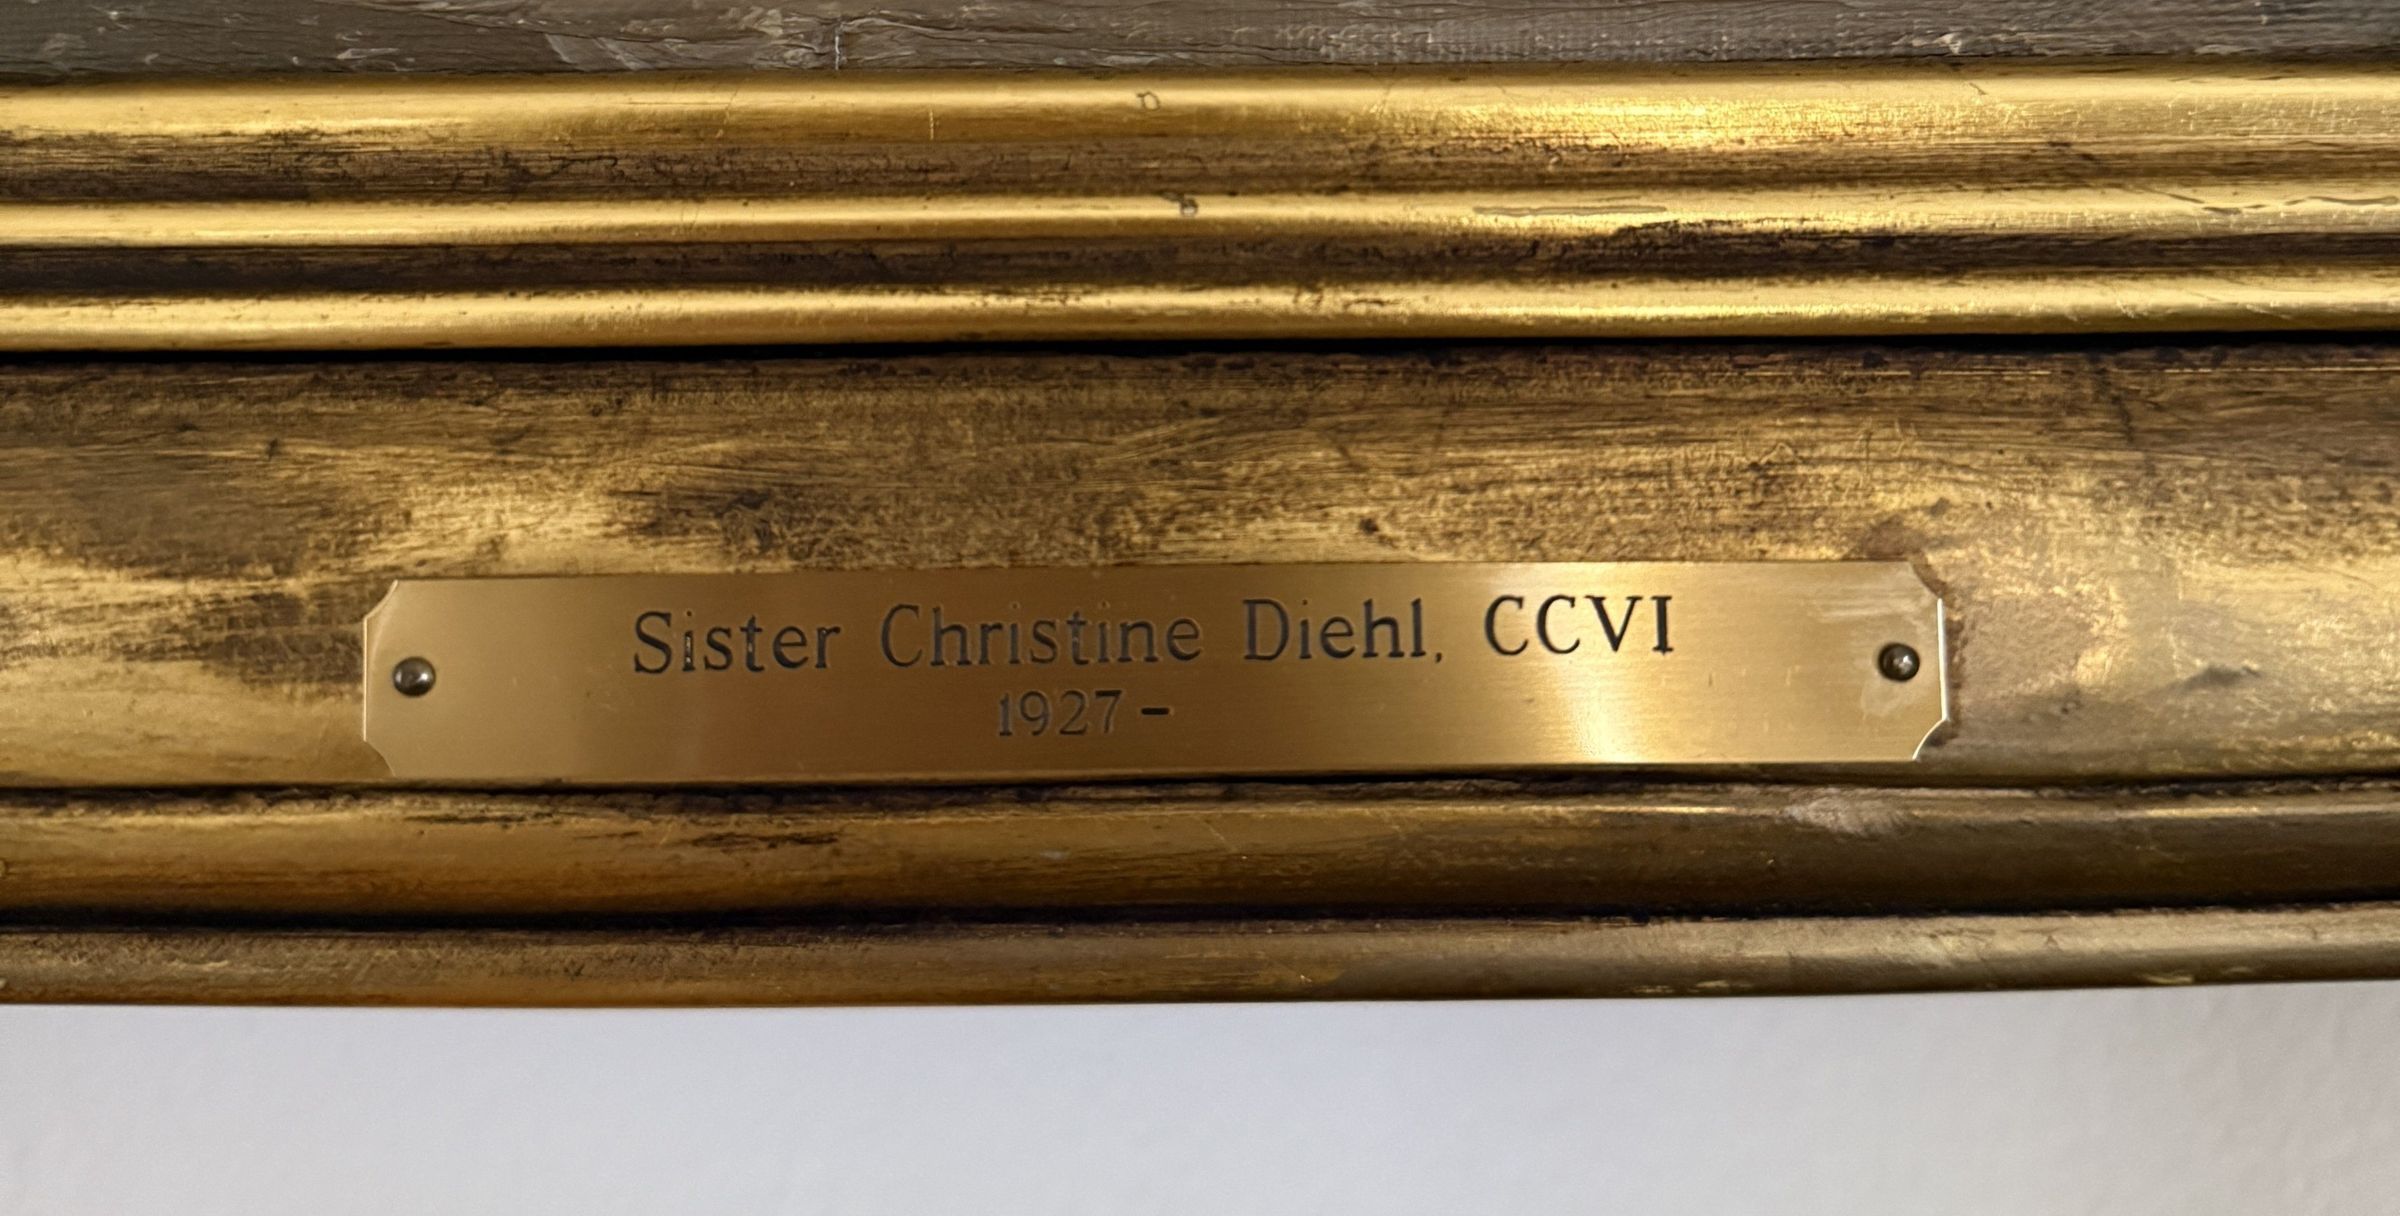 Sister Christine Diehl, CCVI
1927 -